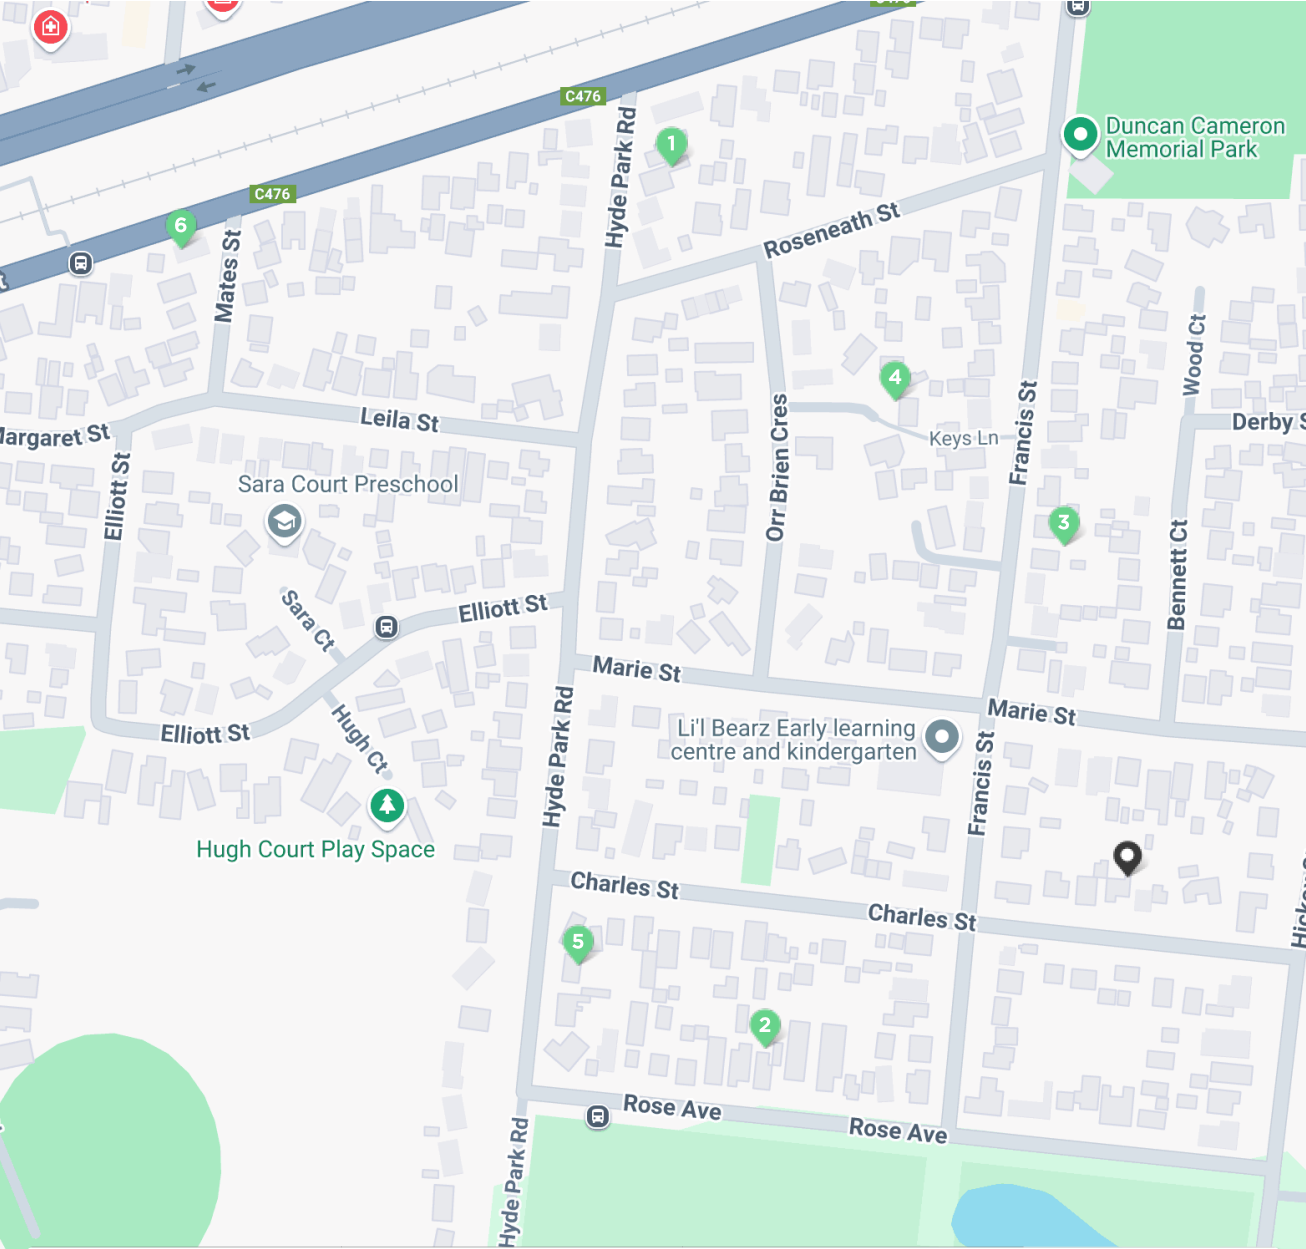 C476
C476
Hyde Park Rd
1
Duncan Cameron
Memorial Park
6
C476
Roseneath St
Mates St
Wood Ct
4
Leila St
Margaret St
Keys Ln
Francis St
Derby S
Orr Brien Cres
Elliott St
Sara Court Preschool
3
Bennett Ct
Elliott St
Sara Ct
Marie St
Marie St
Elliott St
Hugh Ct
Hyde Park Rd
Li'l Bearz Early learning
centre and kindergarten
Francis St
Hugh Court Play Space
Charles St
Charles St
5
2
Rose Ave
Rose Ave
Hyde Park Rd